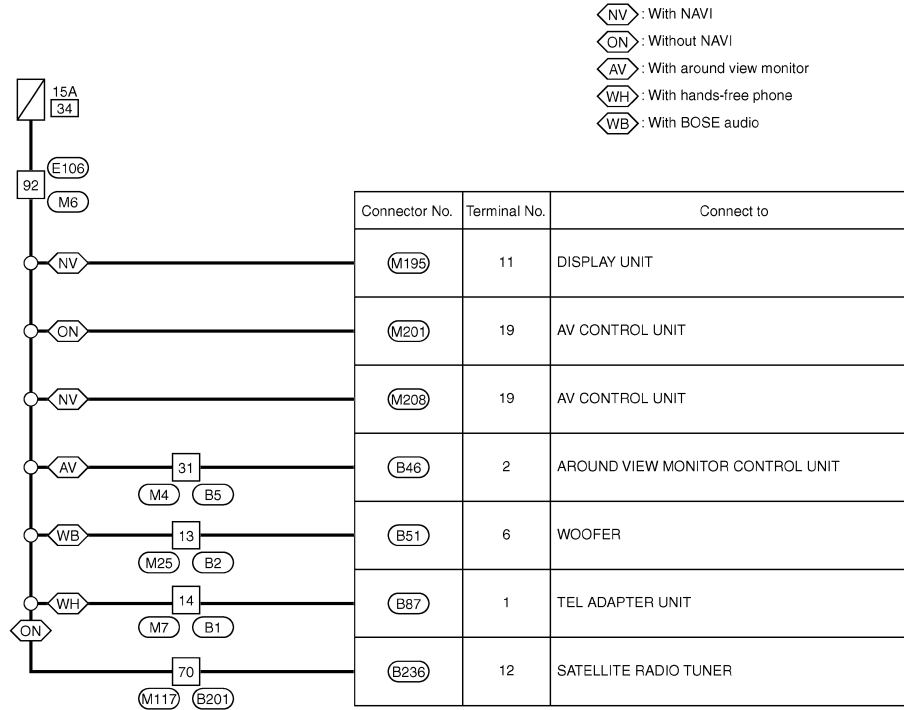 NV : With NAVI
ON : Without NAVI
AV : With around view monitor
WH : With hands-free phone
WB : With BOSE audio
15A
34
E106
92
M6
Connector No. Terminal No. Connect to
NV M195 11 DISPLAY UNIT
ON M201 19 AV CONTROL UNIT
NV M208 19 AV CONTROL UNIT
AV 31 B46 2 AROUND VIEW MONITOR CONTROL UNIT
M4 B5
WB 13 B51 6 WOOFER
M25 B2
WH 14 B87 1 TEL ADAPTER UNIT
M7 B1
ON
70 B236 12 SATELLITE RADIO TUNER
M117 B201